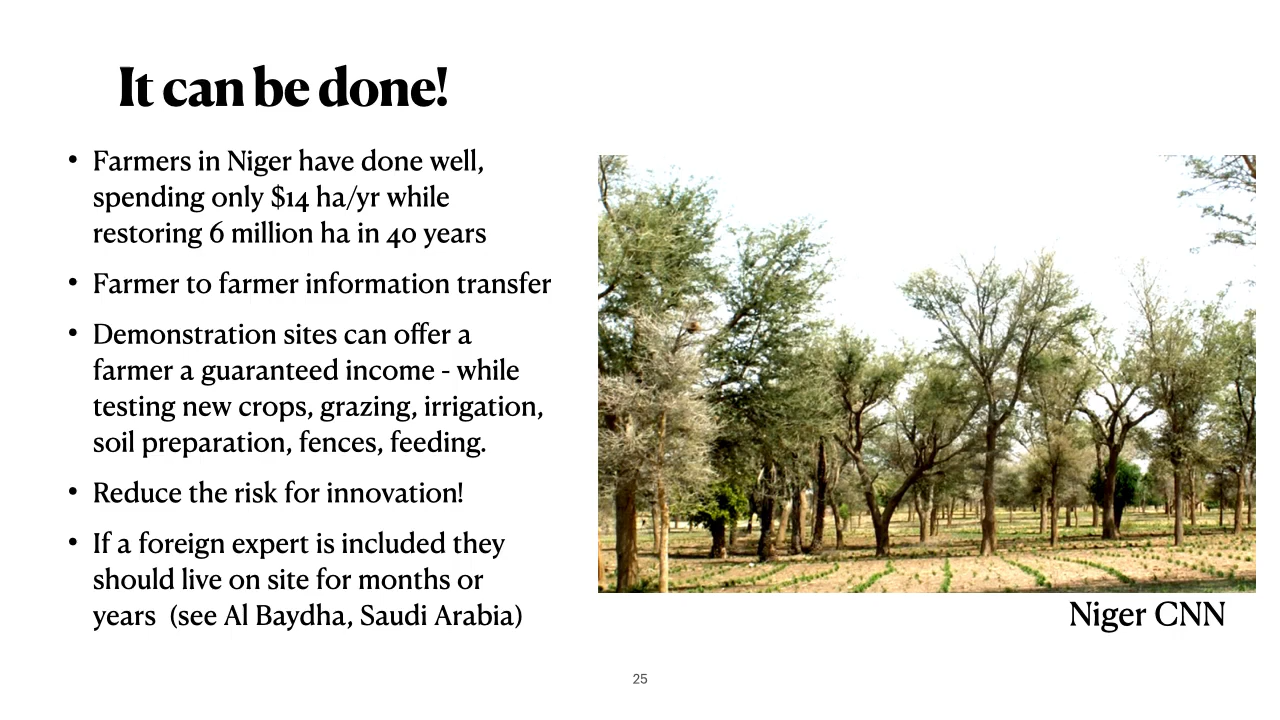 It can be done!
• Farmers in Niger have done well,
spending only $14 ha/yr while
restoring 6 million ha in 40 years
• Farmer to farmer information transfer
• Demonstration sites can offer a
farmer a guaranteed income - while
testing new crops, grazing, irrigation,
soil preparation, fences, feeding.
• Reduce the risk for innovation!
• If a foreign expert is included they
should live on site for months or
years  (see Al Baydha, Saudi Arabia)
Niger CNN
25